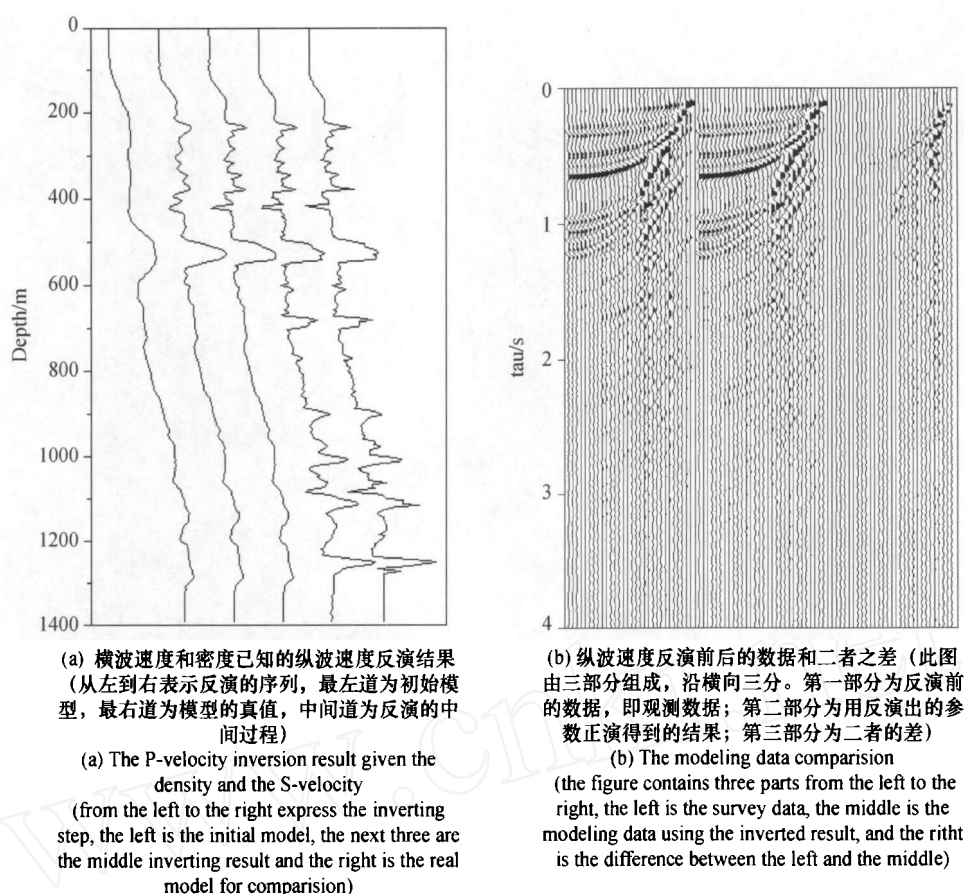 0
200
400
600
800
1000
1200
1400
Depth/m
0
1
2
3
4
tau/s
(a) 横波速度和密度已知的纵波速度反演结果
（从左到右表示反演的序列，最左道为初始模
型，最右道为模型的真值，中间道为反演的中
间过程）
(a) The P-velocity inversion result given the
density and the S-velocity
(from the left to the right express the inverting
step, the left is the initial model, the next three are
the middle inverting result and the right is the real
model for comparision)
(b) 纵波速度反演前后的数据和二者之差（此图
由三部分组成，沿横向三分。第一部分为反演前
的数据，即观测数据；第二部分为用反演出的参
数正演得到的结果；第三部分为二者的差）
(b) The modeling data comparision
(the figure contains three parts from the left to the
right, the left is the survey data, the middle is the
modeling data using the inverted result, and the ritht
is the difference between the left and the middle)